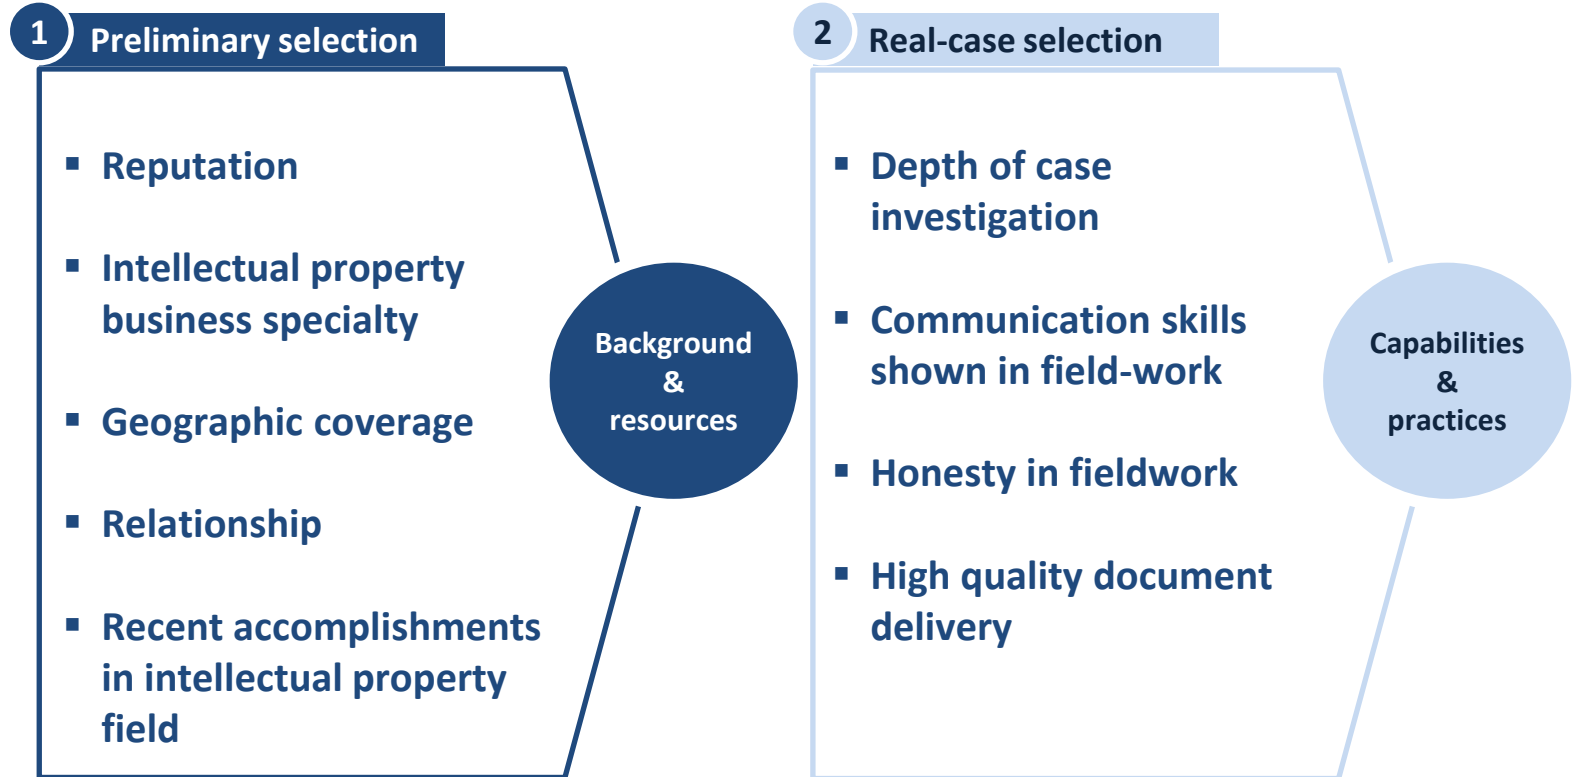 1 Preliminary selection
▪ Reputation
▪ Intellectual property
business specialty
▪ Geographic coverage
▪ Relationship
▪ Recent accomplishments
in intellectual property
field
Background
&
resources
2 Real-case selection
▪ Depth of case
investigation
▪ Communication skills
shown in field-work
▪ Honesty in fieldwork
▪ High quality document
delivery
Capabilities
&
practices